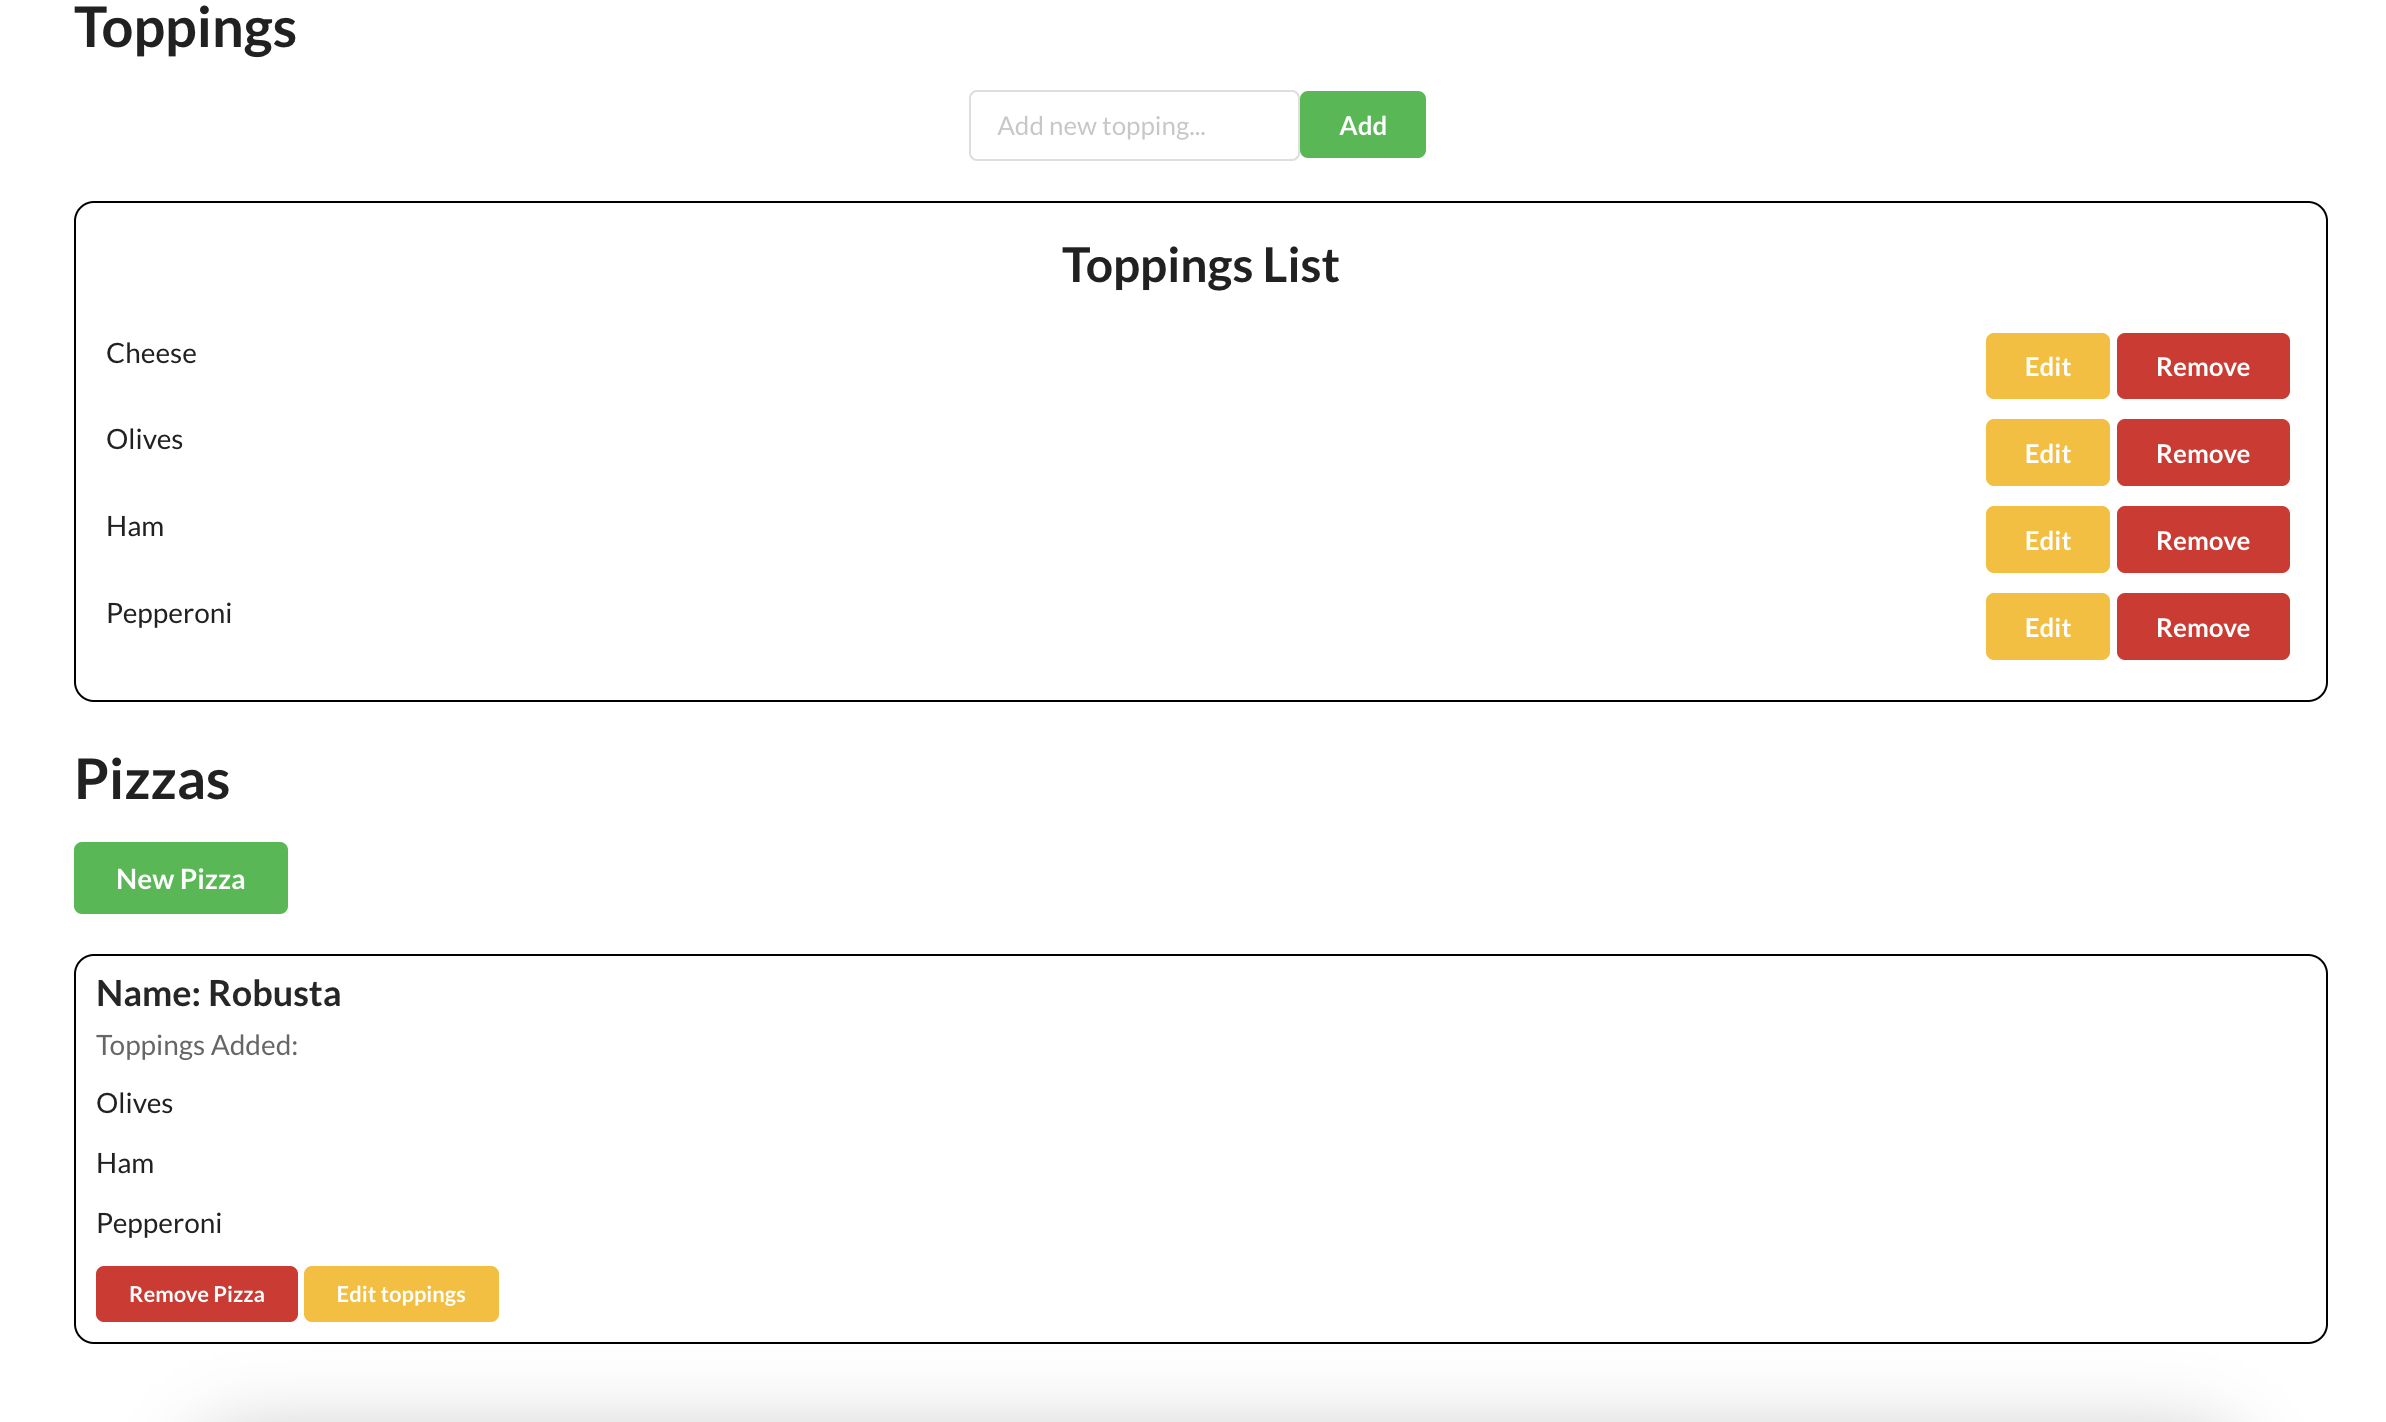 Toppings
Add new topping... Add
Toppings List
Cheese Edit Remove
Olives Edit Remove
Ham Edit Remove
Pepperoni Edit Remove
Pizzas
New Pizza
Name: Robusta
Toppings Added:
Olives
Ham
Pepperoni
Remove Pizza Edit toppings